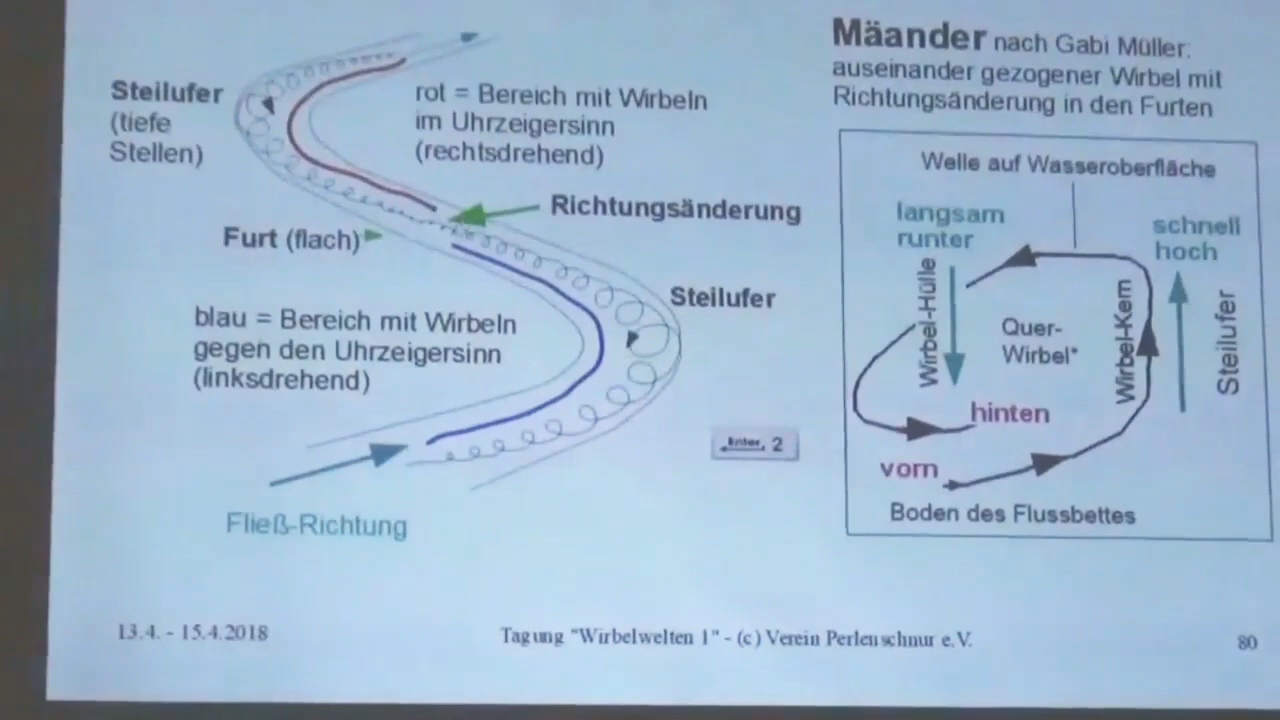 Mäander nach Gabi Müller:
auseinander gezogener Wirbel mit
Richtungsänderung in den Furten
Steilufer
(tiefe
Stellen)
rot = Bereich mit Wirbeln
im Uhrzeigersinn
(rechtsdrehend)
Richtungsänderung
Furt (flach)
Steilufer
blau = Bereich mit Wirbeln
gegen den Uhrzeigersinn
(linksdrehend)
Enter, 2
Fließ-Richtung
Welle auf Wasseroberfläche
langsam
runter
schnell
hoch
Wirbel-Hülle
Quer-
Wirbel*
Wirbel-Kern
Steilufer
hinten
vorn
Boden des Flussbettes
13.4. - 15.4.2018
Tagung "Wirbelwelten 1" - (c) Verein Perlenschnur e.V.
80